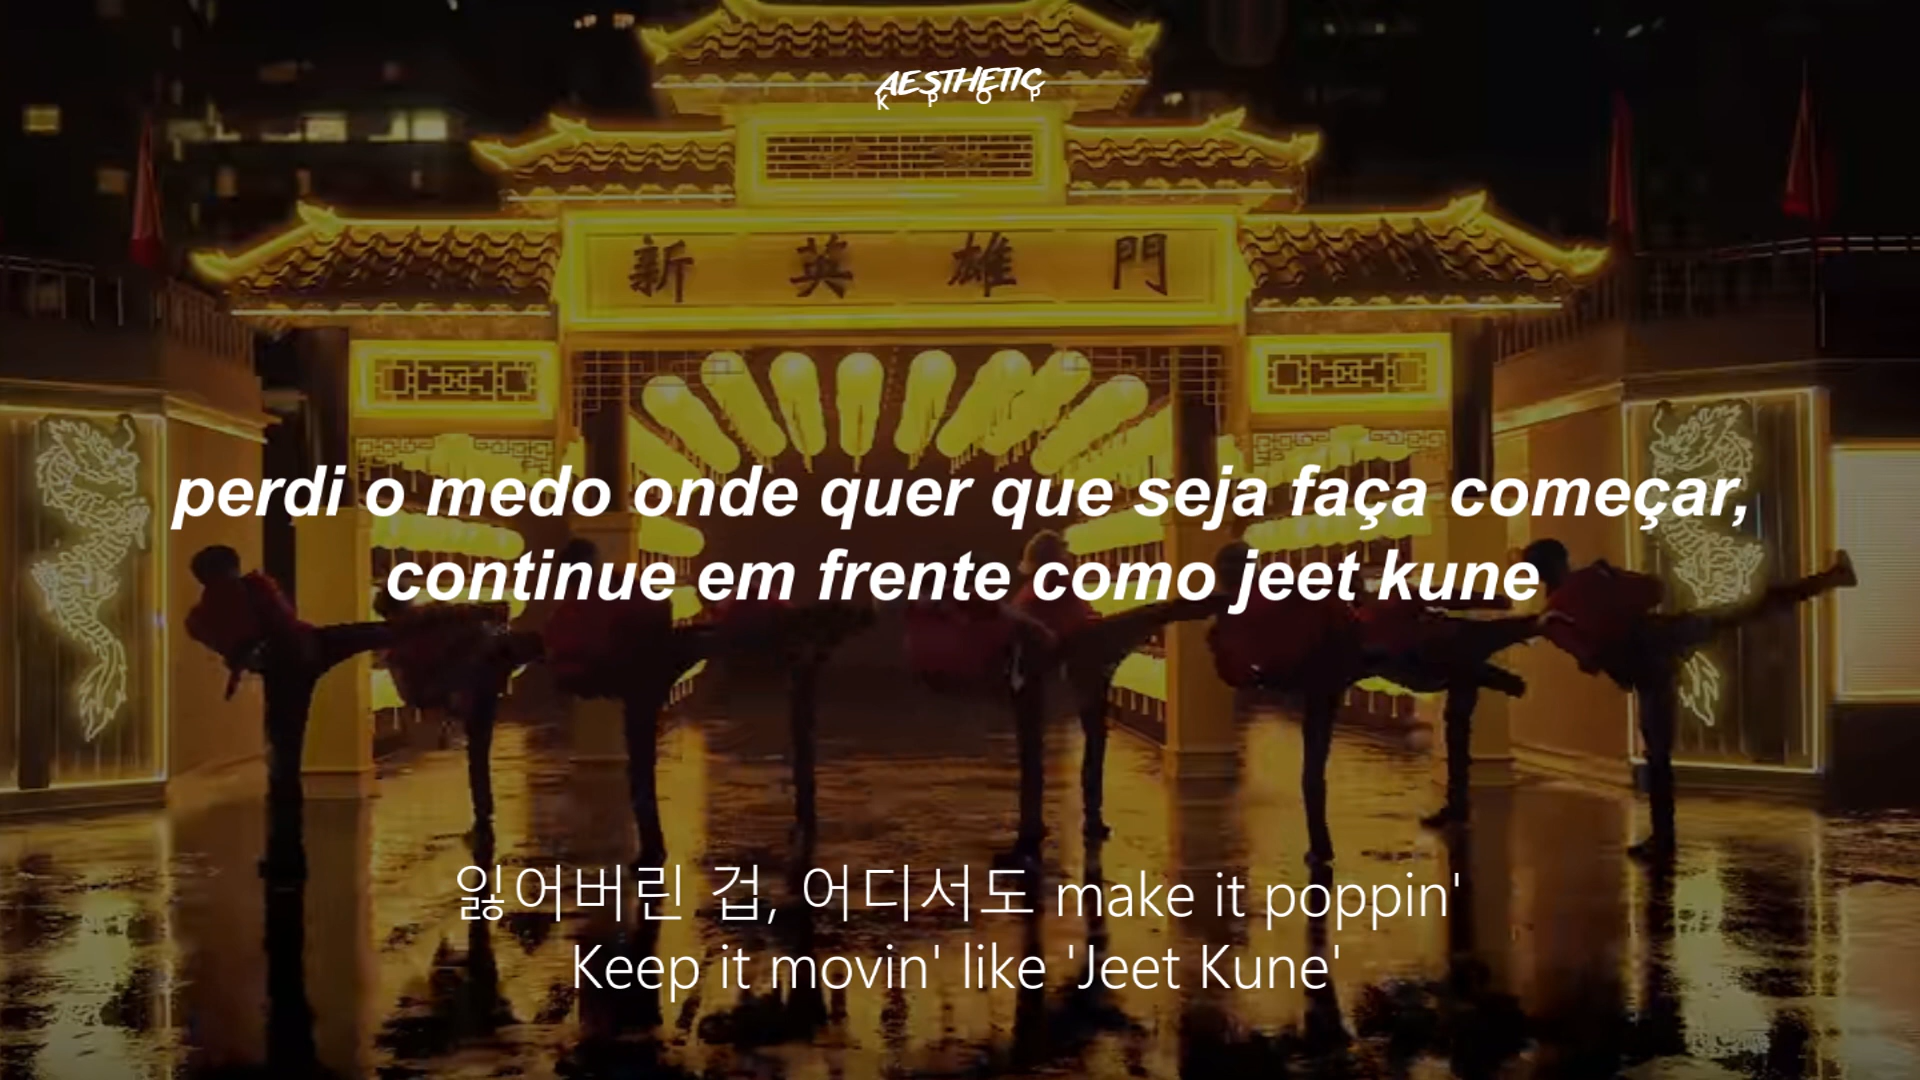 AESTHETIC
KPOP
新英雄門
perdi o medo onde quer que seja faça começar,
continue em frente como jeet kune
잃어버린 겁, 어디서도 make it poppin'
Keep it movin' like 'Jeet Kune'